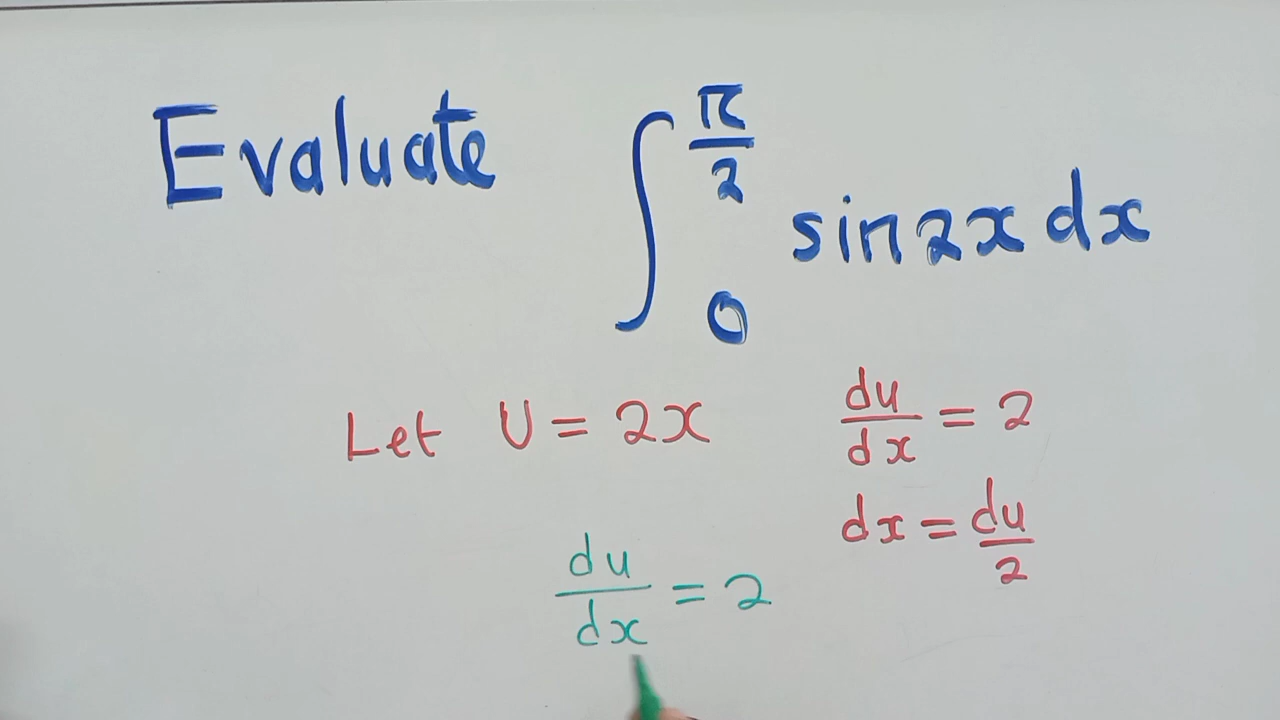 Evaluate ∫₀^(π/2) sin2x dx
Let U = 2x
du/dx = 2
dx = du/2
du/dx = 2